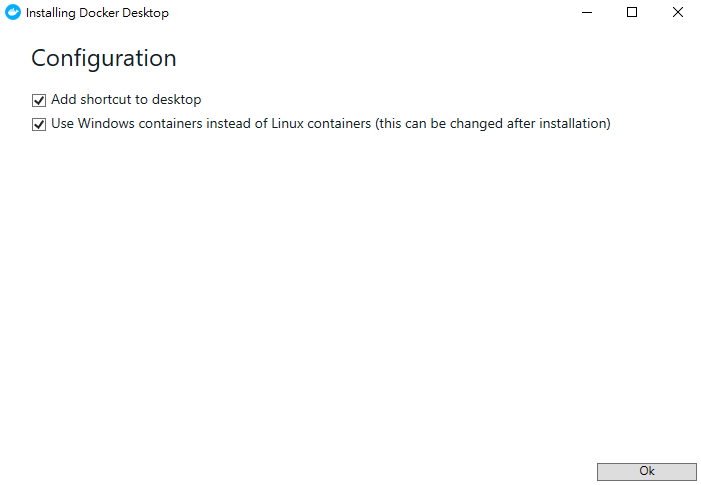 Installing Docker Desktop
Configuration
Add shortcut to desktop
Use Windows containers instead of Linux containers (this can be changed after installation)
Ok